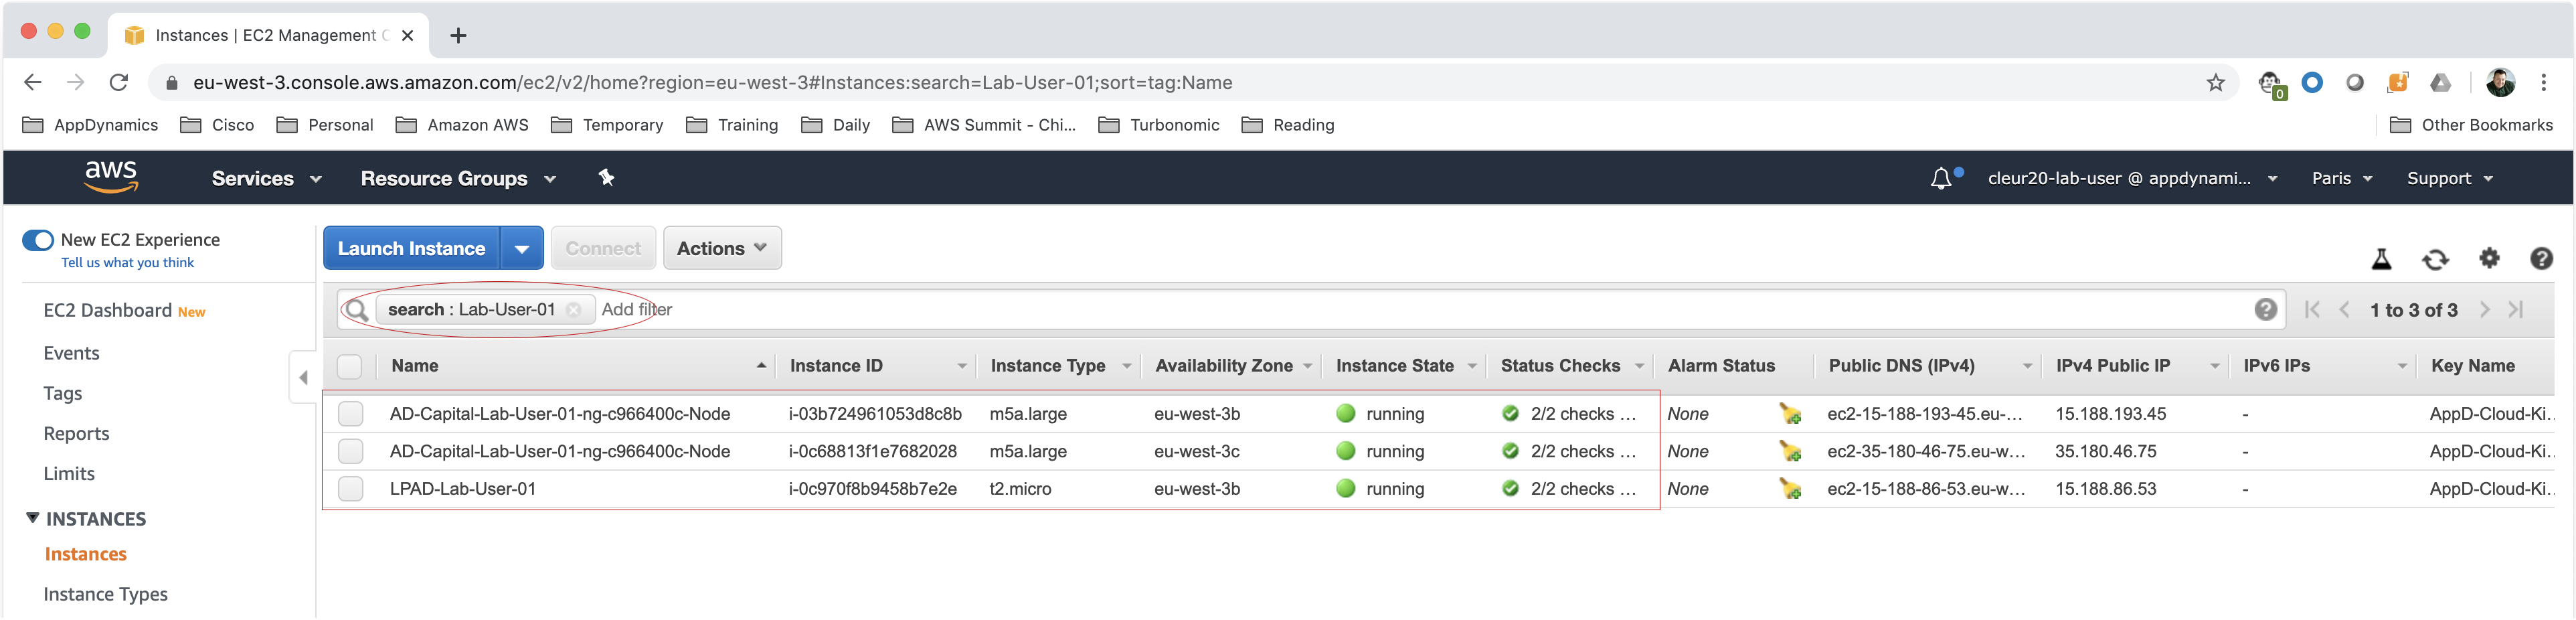 Instances | EC2 Management C
eu-west-3.console.aws.amazon.com/ec2/v2/home?region=eu-west-3#Instances:search=Lab-User-01;sort=tag:Name
0
AppDynamics Cisco Personal Amazon AWS Temporary Training Daily AWS Summit - Chi... Turbonomic Reading Other Bookmarks
aws Services Resource Groups cleur20-lab-user @ appdynami... Paris Support
New EC2 Experience
Tell us what you think
Launch Instance Connect Actions
EC2 Dashboard New
Events
Tags
Reports
Limits
INSTANCES
Instances
Instance Types
search : Lab-User-01 Add filter 1 to 3 of 3
Name Instance ID Instance Type Availability Zone Instance State Status Checks Alarm Status Public DNS (IPv4) IPv4 Public IP IPv6 IPs Key Name
AD-Capital-Lab-User-01-ng-c966400c-Node i-03b724961053d8c8b m5a.large eu-west-3b running 2/2 checks ... None ec2-15-188-193-45.eu-... 15.188.193.45 - AppD-Cloud-Ki...
AD-Capital-Lab-User-01-ng-c966400c-Node i-0c68813f1e7682028 m5a.large eu-west-3c running 2/2 checks ... None ec2-35-180-46-75.eu-w... 35.180.46.75 - AppD-Cloud-Ki...
LPAD-Lab-User-01 i-0c970f8b9458b7e2e t2.micro eu-west-3b running 2/2 checks ... None ec2-15-188-86-53.eu-w... 15.188.86.53 - AppD-Cloud-Ki...